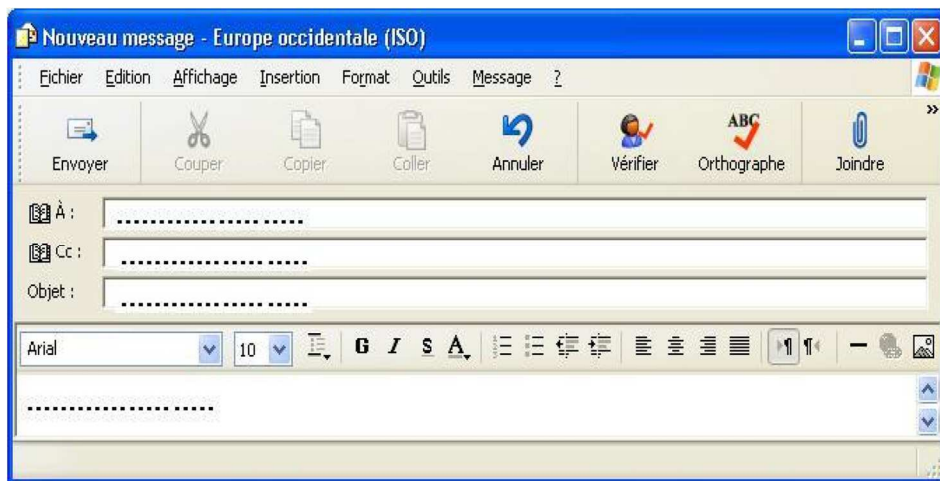 Nouveau message - Europe occidentale (ISO)
Fichier Edition Affichage Insertion Format Outils Message ?
Envoyer Couper Copier Coller Annuler Vérifier ABC Orthographe Joindre »
À : ......................
Cc : ......................
Objet : ......................
Arial 10 G I S A
......................